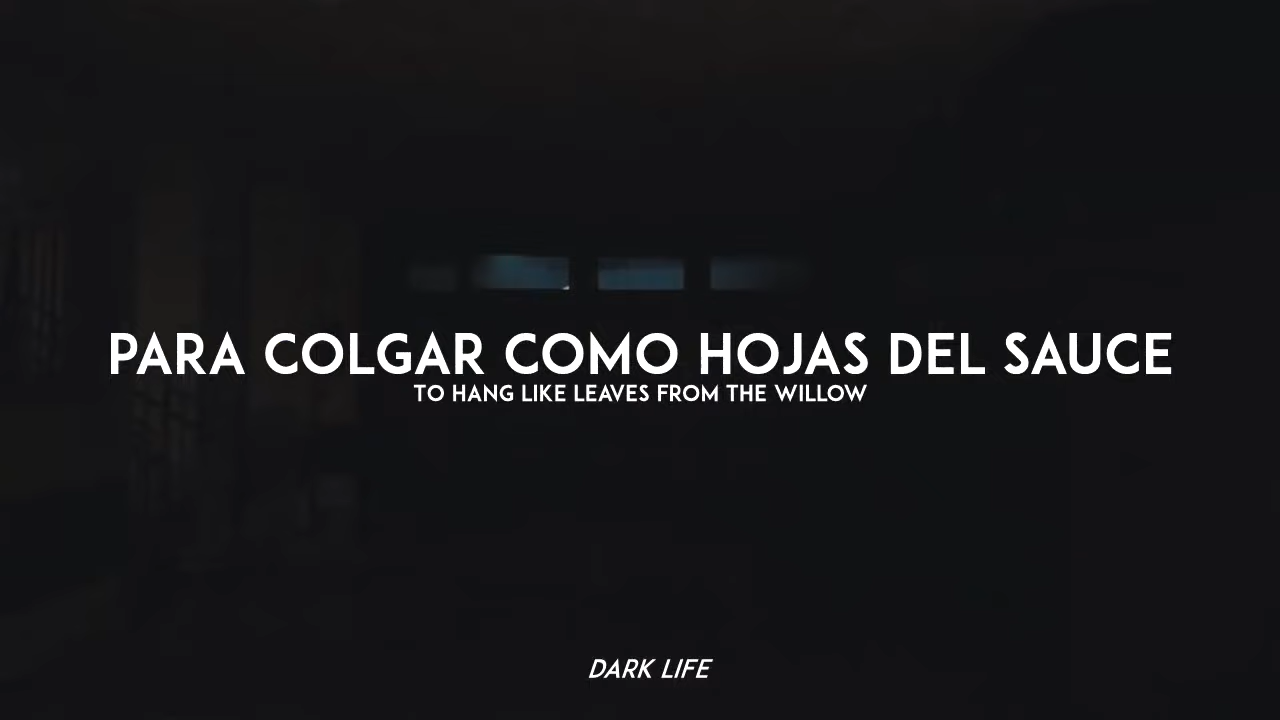 PARA COLGAR COMO HOJAS DEL SAUCE
TO HANG LIKE LEAVES FROM THE WILLOW
DARK LIFE